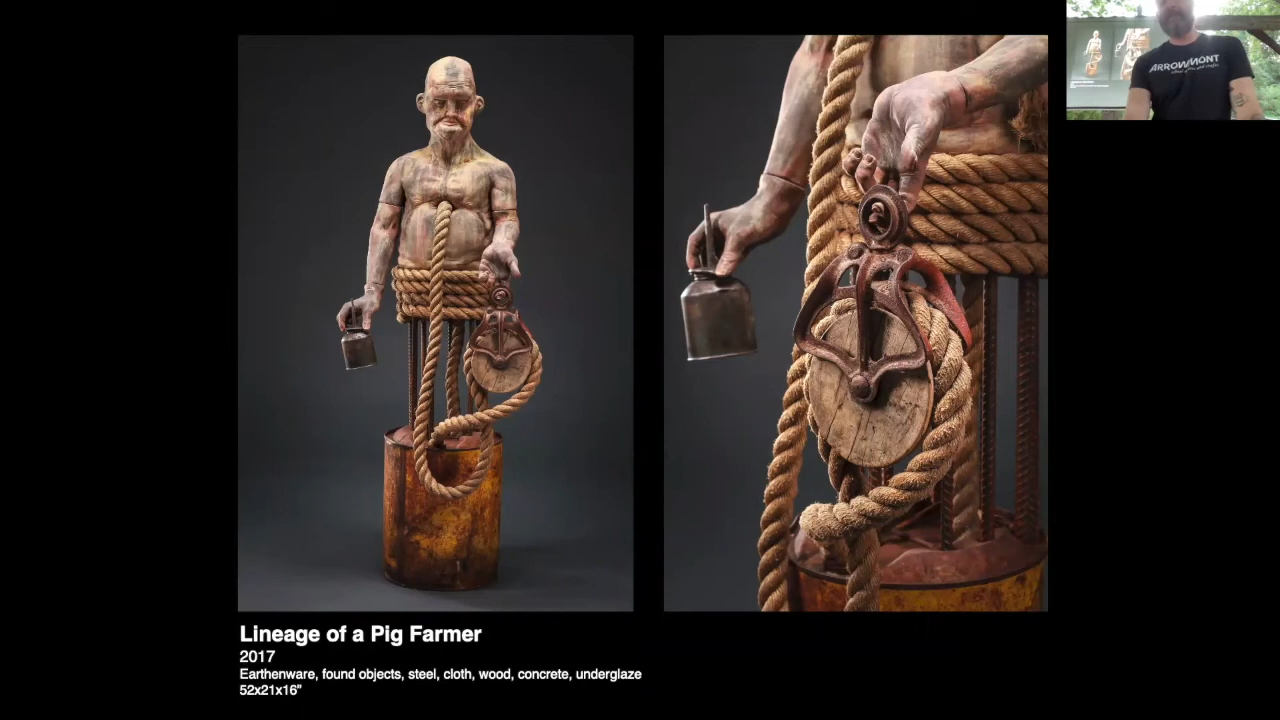 Lineage of a Pig Farmer
2017
Earthenware, found objects, steel, cloth, wood, concrete, underglaze
52x21x16"
ARROWMONT